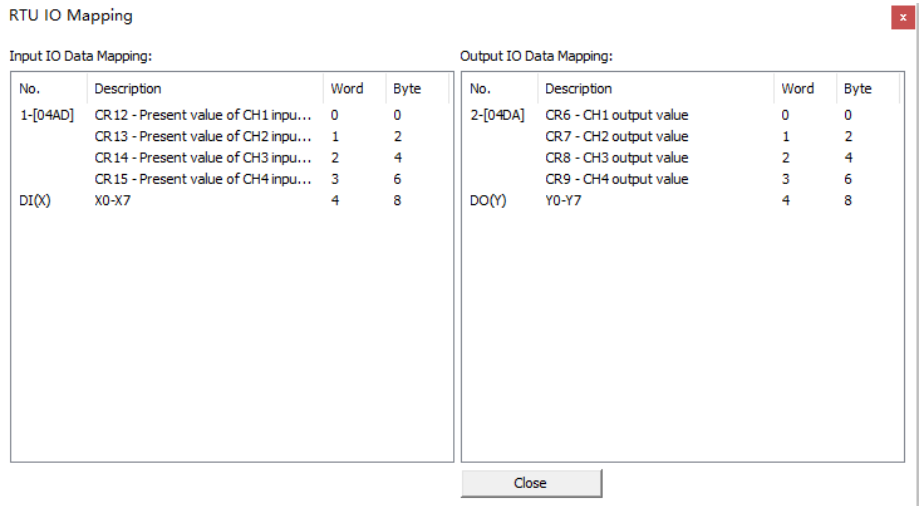 RTU IO Mapping
x
Input IO Data Mapping:
No. Description Word Byte
1-[04AD] CR12 - Present value of CH1 inpu... 0 0
CR13 - Present value of CH2 inpu... 1 2
CR14 - Present value of CH3 inpu... 2 4
CR15 - Present value of CH4 inpu... 3 6
DI(X) X0-X7 4 8
Output IO Data Mapping:
No. Description Word Byte
2-[04DA] CR6 - CH1 output value 0 0
CR7 - CH2 output value 1 2
CR8 - CH3 output value 2 4
CR9 - CH4 output value 3 6
DO(Y) Y0-Y7 4 8
Close